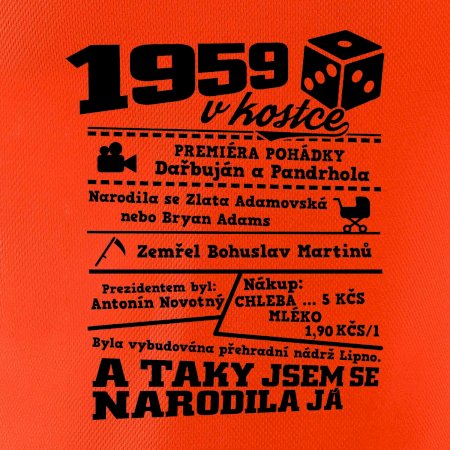 1959
v kostce
PREMIÉRA POHÁDKY
Dařbuján a Pandrhola
Narodila se Zlata Adamovská
nebo Bryan Adams
Zemřel Bohuslav Martinů
Prezidentem byl:
Antonín Novotný
Nákup:
CHLEBA ... 5 KČS
MLÉKO
1,90 KČS/1
Byla vybudována přehradní nádrž Lipno.
A TAKY JSEM SE
NARODILA JÁ